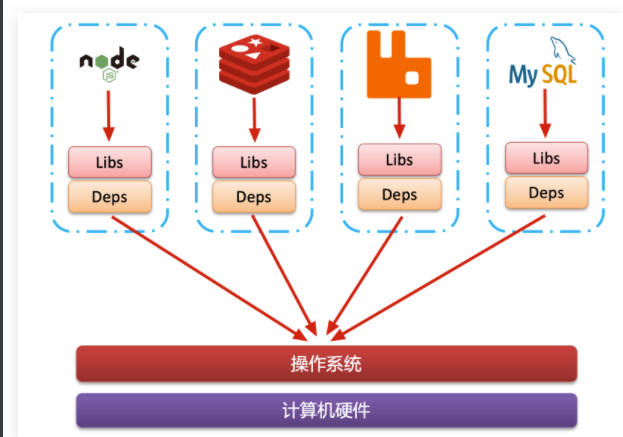 node
JS
MySQL
Libs
Libs
Libs
Libs
Deps
Deps
Deps
Deps
操作系统
计算机硬件